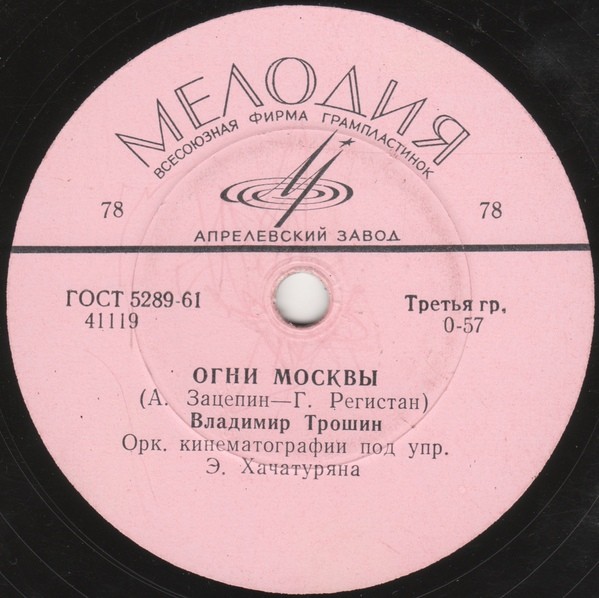 МЕЛОДИЯ
ВСЕСОЮЗНАЯ ФИРМА ГРАМПЛАСТИНОК
78 78
АПРЕЛЕВСКИЙ ЗАВОД
ГОСТ 5289-61 Третья гр.
41119 0-57
ОГНИ МОСКВЫ
(А. Зацепин—Г. Регистан)
Владимир Трошин
Орк. кинематографии под упр.
Э. Хачатуряна